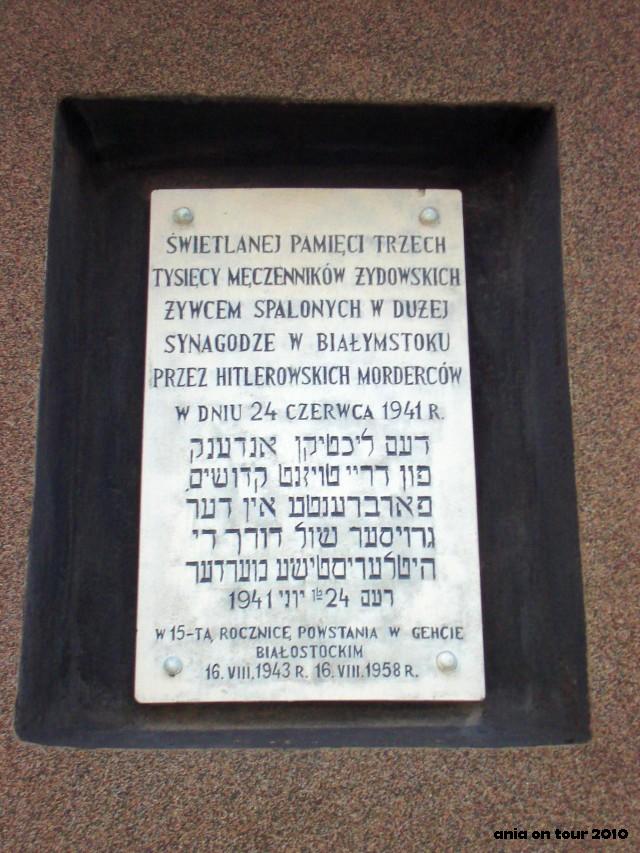 ŚWIETLANEJ PAMIĘCI TRZECH
TYSIĘCY MĘCZENNIKÓW ŻYDOWSKICH
ŻYWCEM SPALONYCH W DUŻEJ
SYNAGODZE W BIAŁYMSTOKU
PRZEZ HITLEROWSKICH MORDERCÓW
W DNIU 24 CZERWCA 1941 R.
דעם ליכטיקן אנדענק
פון דריי טויזנט קדושים,
פארברענטע אין דער
גרויסער שול דורך די
היטלעריסטישע מערדער
דעם 24טן יוני 1941
W 15-TĄ ROCZNICĘ POWSTANIA W GEHCIE
BIAŁOSTOCKIM
16. VIII. 1943 R. 16. VIII. 1958 R.
ania on tour 2010